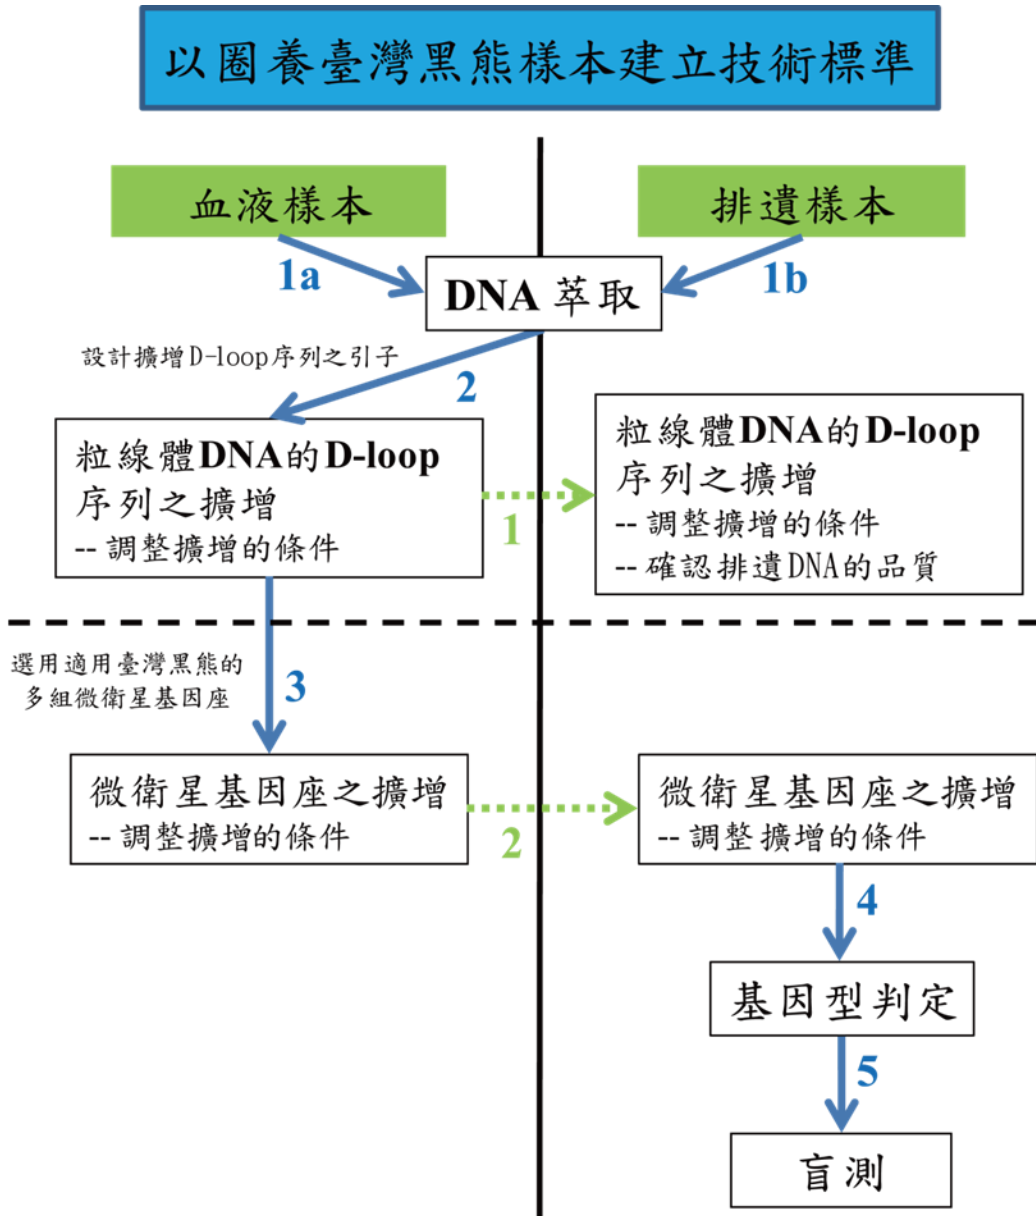 以圈養臺灣黑熊樣本建立技術標準
血液樣本
排遺樣本
1a
1b
DNA 萃取
設計擴增D-loop序列之引子
2
粒線體DNA的D-loop
序列之擴增
-- 調整擴增的條件
1
粒線體DNA的D-loop
序列之擴增
-- 調整擴增的條件
-- 確認排遺DNA的品質
選用適用臺灣黑熊的
多組微衛星基因座
3
微衛星基因座之擴增
-- 調整擴增的條件
2
微衛星基因座之擴增
-- 調整擴增的條件
4
基因型判定
5
盲測